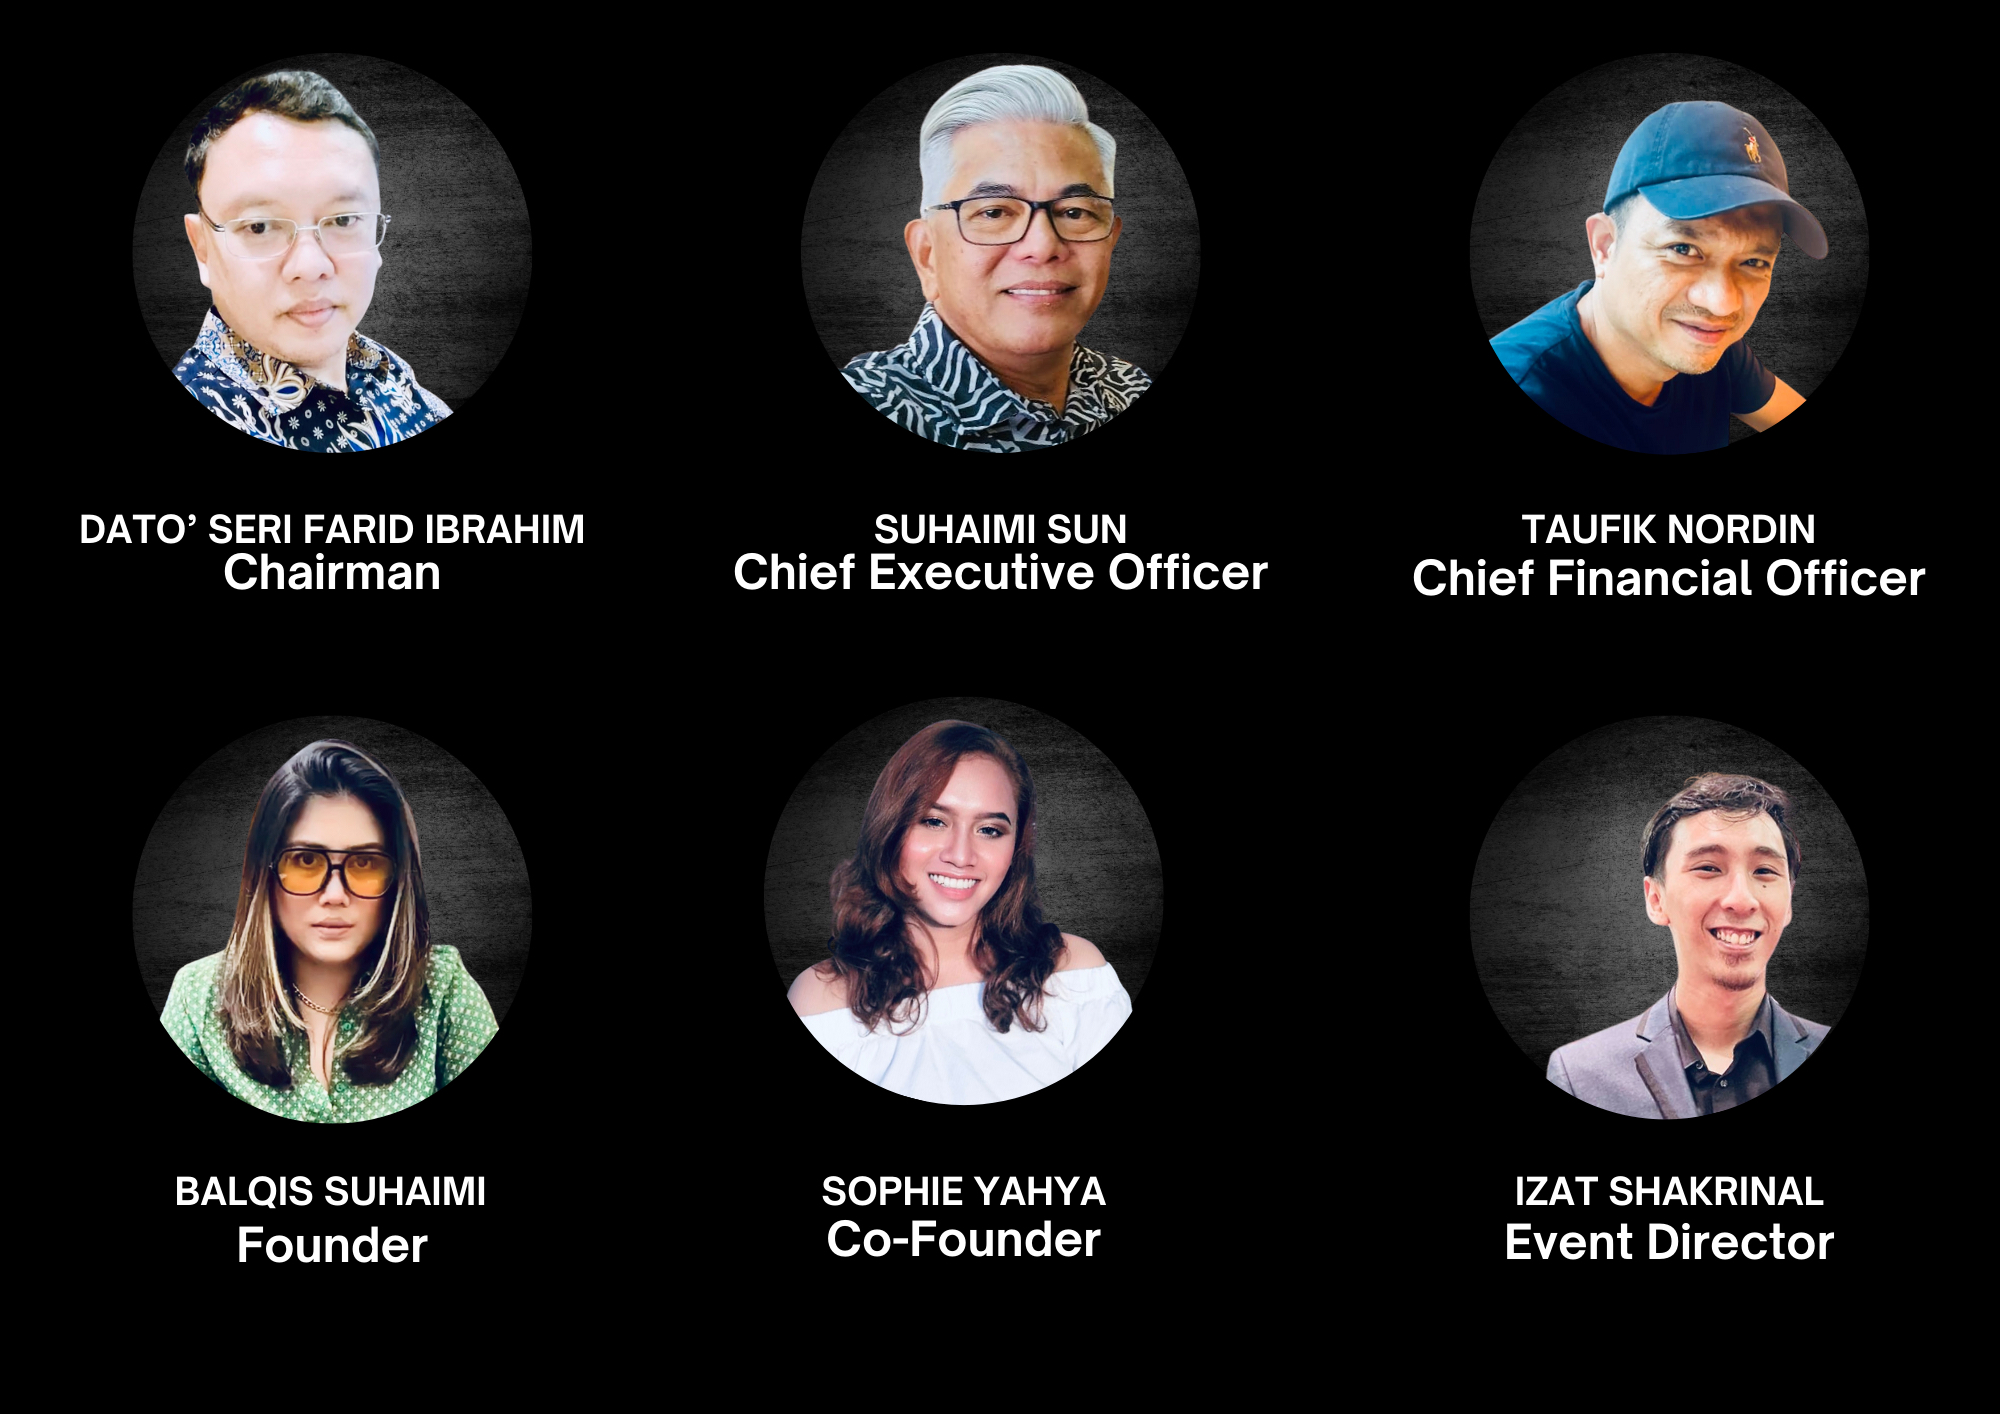 DATO’ SERI FARID IBRAHIM
Chairman
SUHAIMI SUN
Chief Executive Officer
TAUFIK NORDIN
Chief Financial Officer
BALQIS SUHAIMI
Founder
SOPHIE YAHYA
Co-Founder
IZAT SHAKRINAL
Event Director